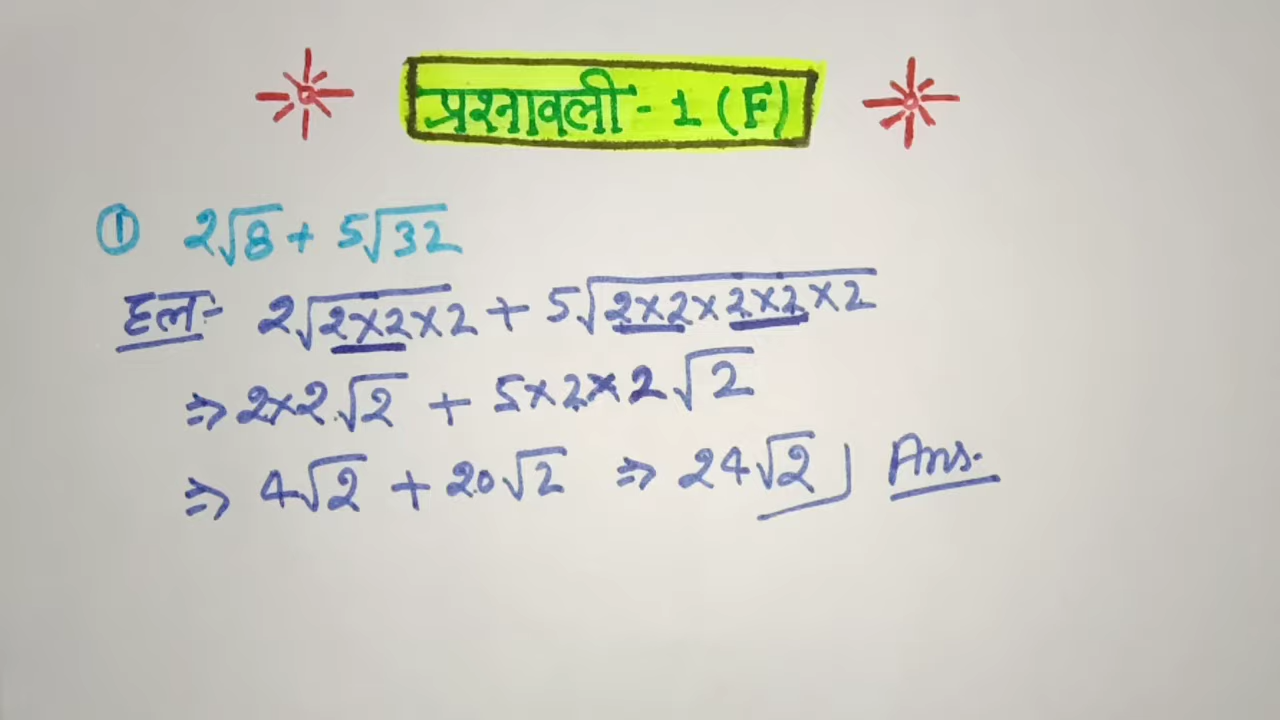 प्रश्नावली - 1 (F)
① 2√8 + 5√32
हल:- 2√2×2×2 + 5√2×2×2×2×2
⇒ 2×2√2 + 5×2×2√2
⇒ 4√2 + 20√2 ⇒ 24√2 Ans.